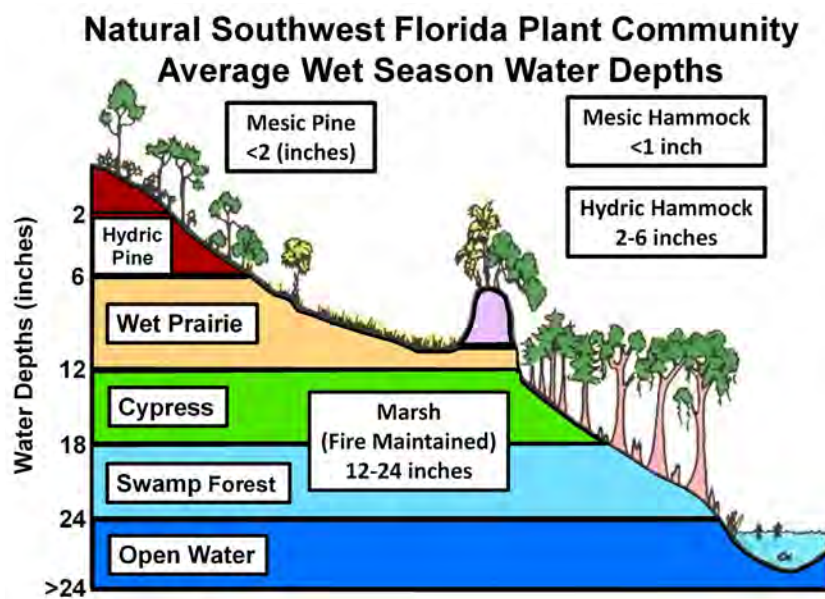 Natural Southwest Florida Plant Community
Average Wet Season Water Depths
Mesic Pine
<2 (inches)
Mesic Hammock
<1 inch
Hydric Hammock
2-6 inches
Water Depths (inches)
2
Hydric
Pine
6
Wet Prairie
12
Cypress
Marsh
(Fire Maintained)
12-24 inches
18
Swamp Forest
24
Open Water
>24